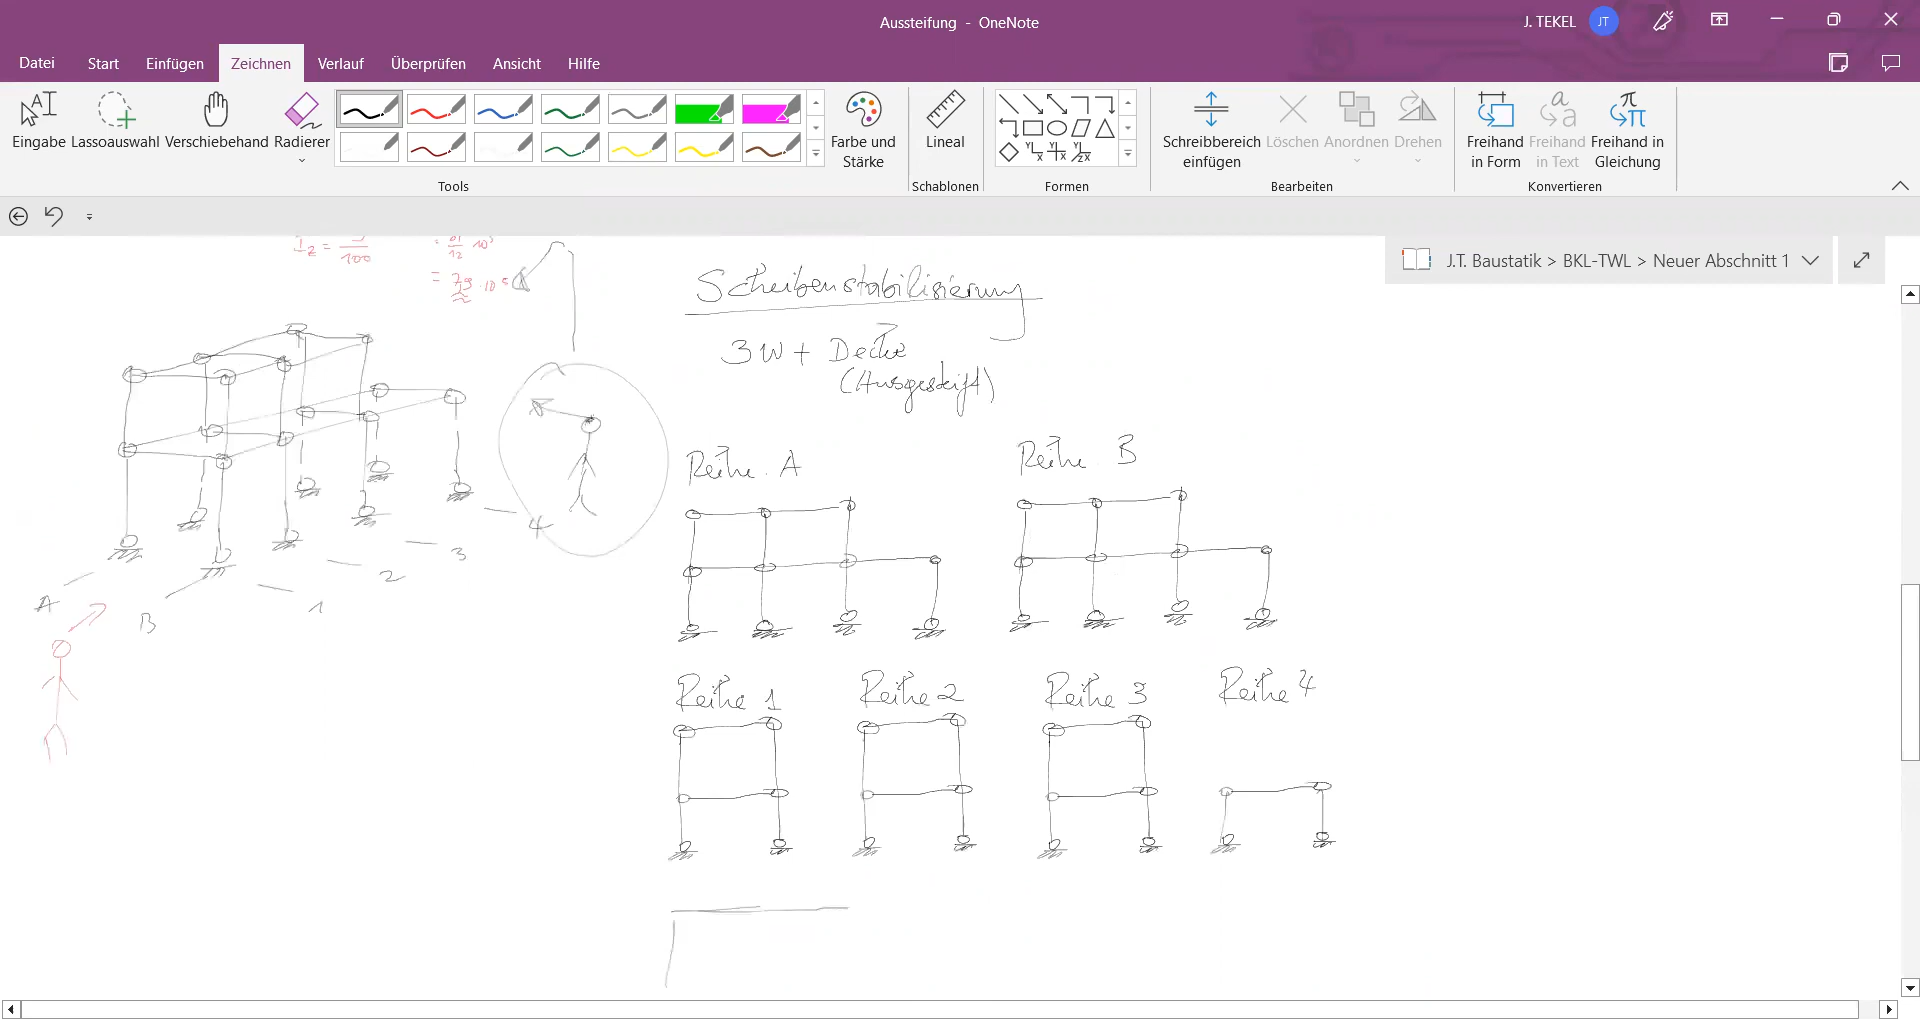 Aussteifung - OneNote
J. TEKEL
JT
Datei
Start
Einfügen
Zeichnen
Verlauf
Überprüfen
Ansicht
Hilfe
Eingabe
Lassoauswahl
Verschiebehand
Radierer
Farbe und
Stärke
Lineal
Schreibbereich
einfügen
Löschen
Anordnen
Drehen
Freihand
in Form
Freihand
in Text
Freihand in
Gleichung
Tools
Schablonen
Formen
Bearbeiten
Konvertieren
J.T. Baustatik > BKL-TWL > Neuer Abschnitt 1
Scheibenstabilisierung
3W + Decke
(Ausgesteift)
Reihe A
Reihe B
Reihe 1
Reihe 2
Reihe 3
Reihe 4
A
B
1
2
3
4